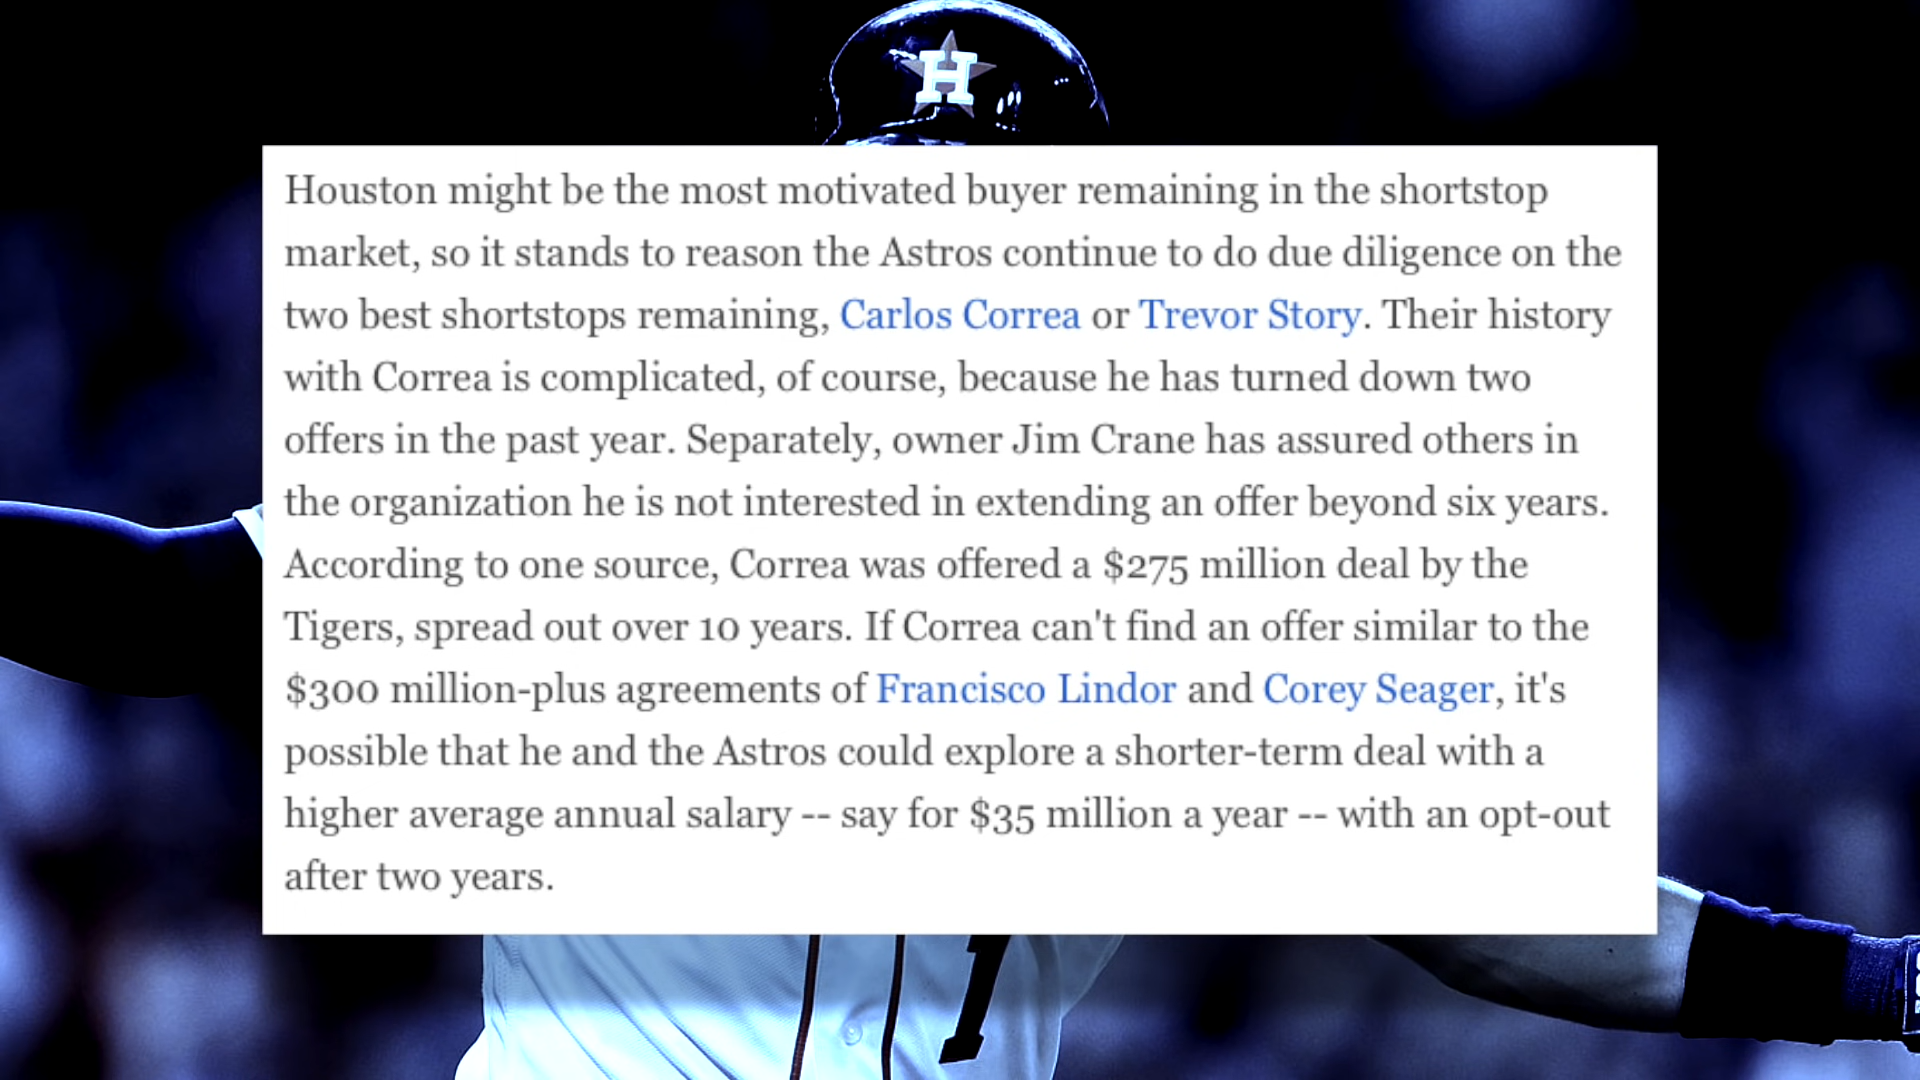 H
Houston might be the most motivated buyer remaining in the shortstop
market, so it stands to reason the Astros continue to do due diligence on the
two best shortstops remaining, Carlos Correa or Trevor Story. Their history
with Correa is complicated, of course, because he has turned down two
offers in the past year. Separately, owner Jim Crane has assured others in
the organization he is not interested in extending an offer beyond six years.
According to one source, Correa was offered a $275 million deal by the
Tigers, spread out over 10 years. If Correa can't find an offer similar to the
$300 million-plus agreements of Francisco Lindor and Corey Seager, it's
possible that he and the Astros could explore a shorter-term deal with a
higher average annual salary -- say for $35 million a year -- with an opt-out
after two years.
1